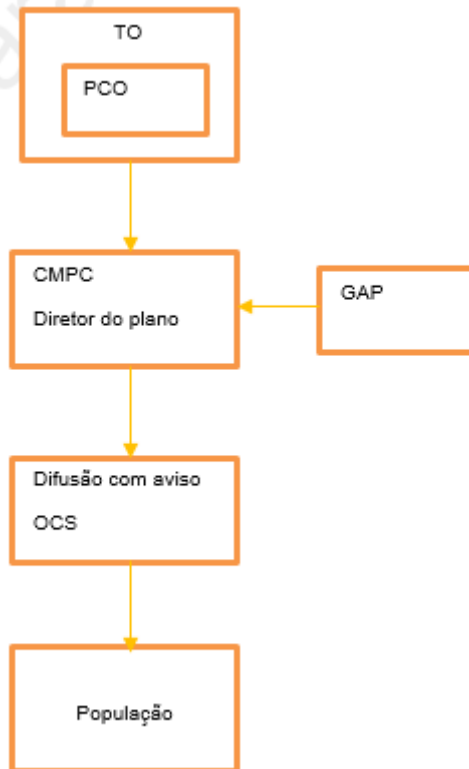 TO
PCO
CMPC
Diretor do plano
GAP
Difusão com aviso
OCS
População